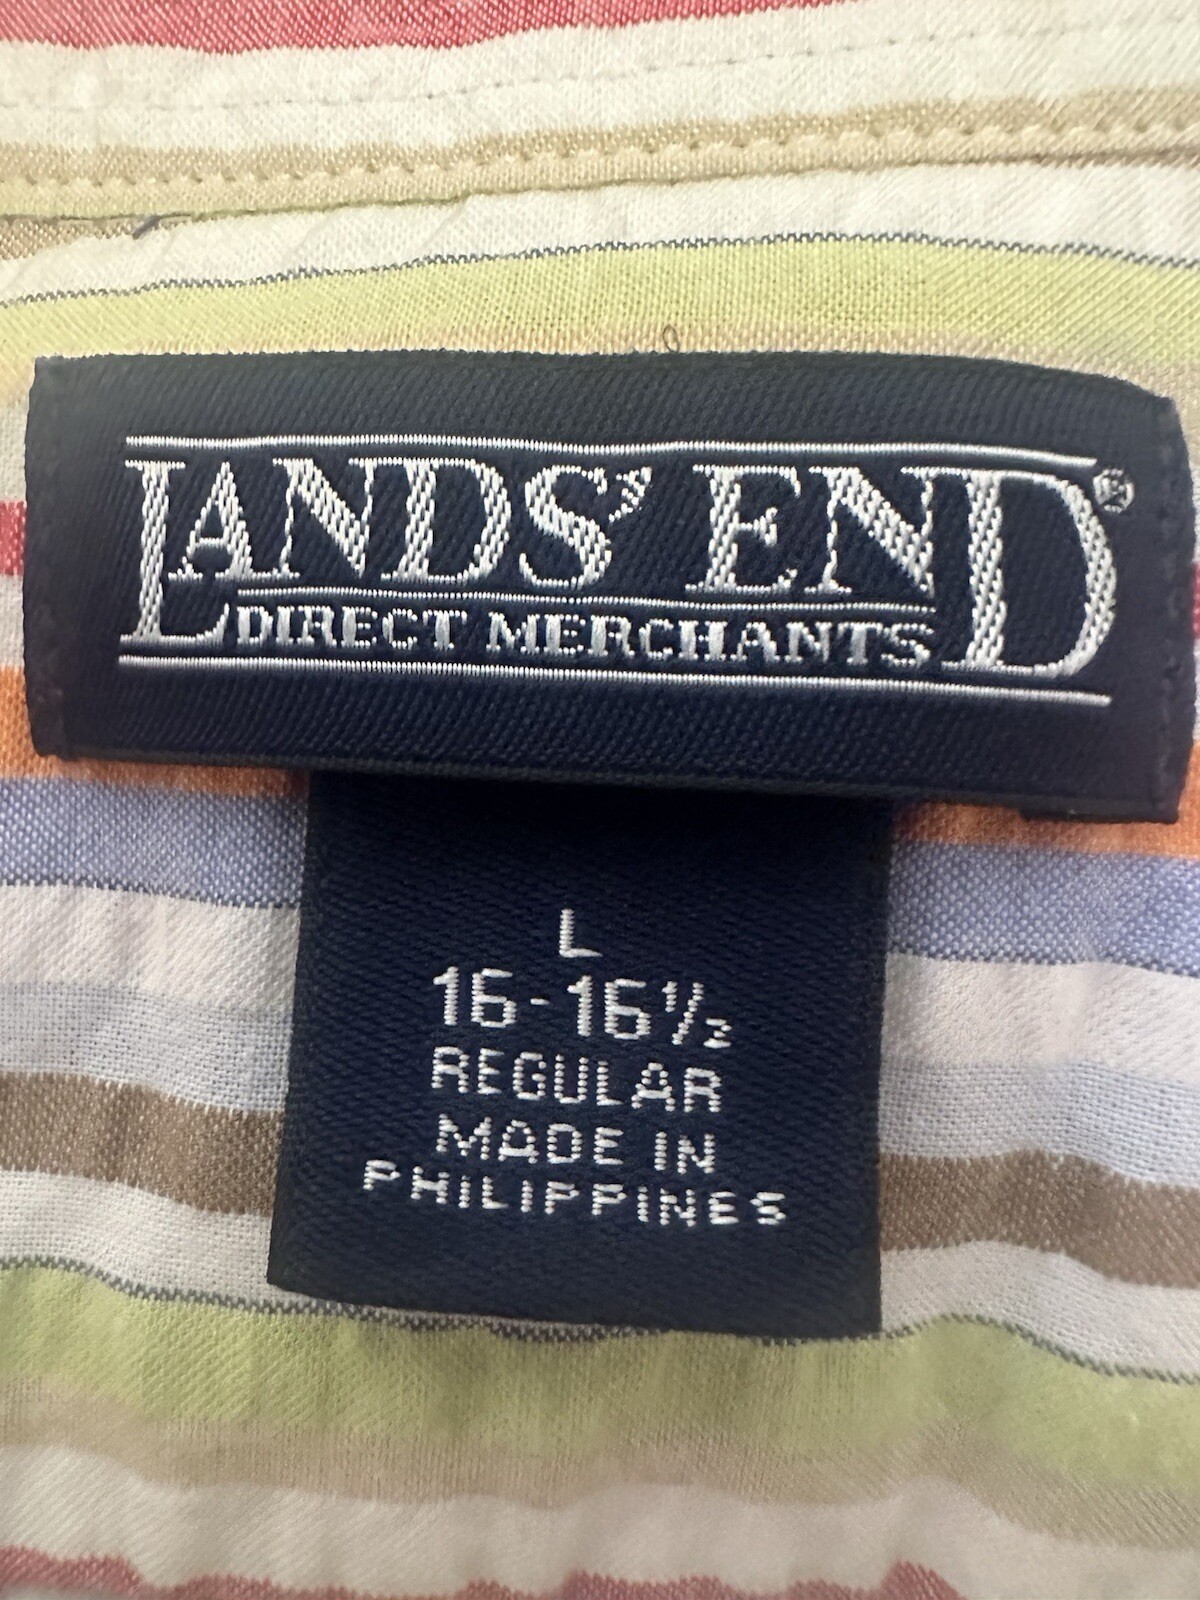 LANDS' END®
DIRECT MERCHANTS
L
16-16½
REGULAR
MADE IN
PHILIPPINES